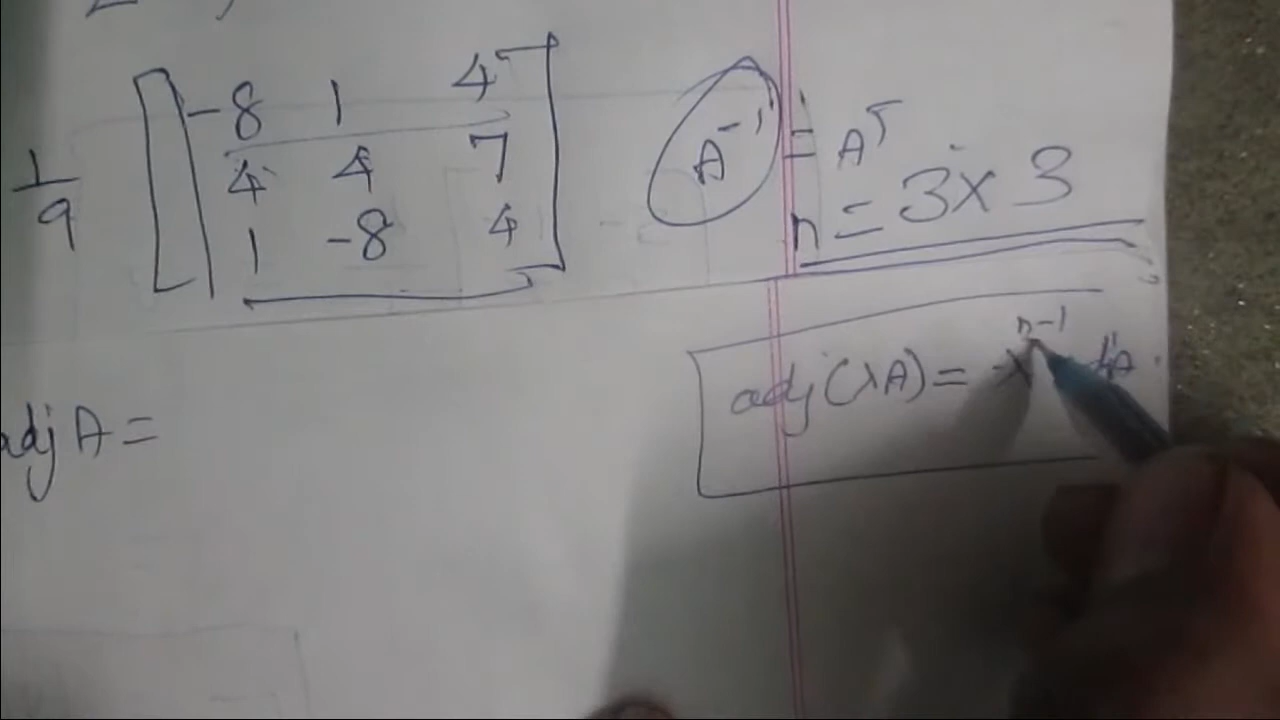 1/9 [ -8 1 4
4 4 7
1 -8 4 ]
A⁻¹ = Aᵀ
n = 3×3
adj A =
adj(λA) = λⁿ⁻¹